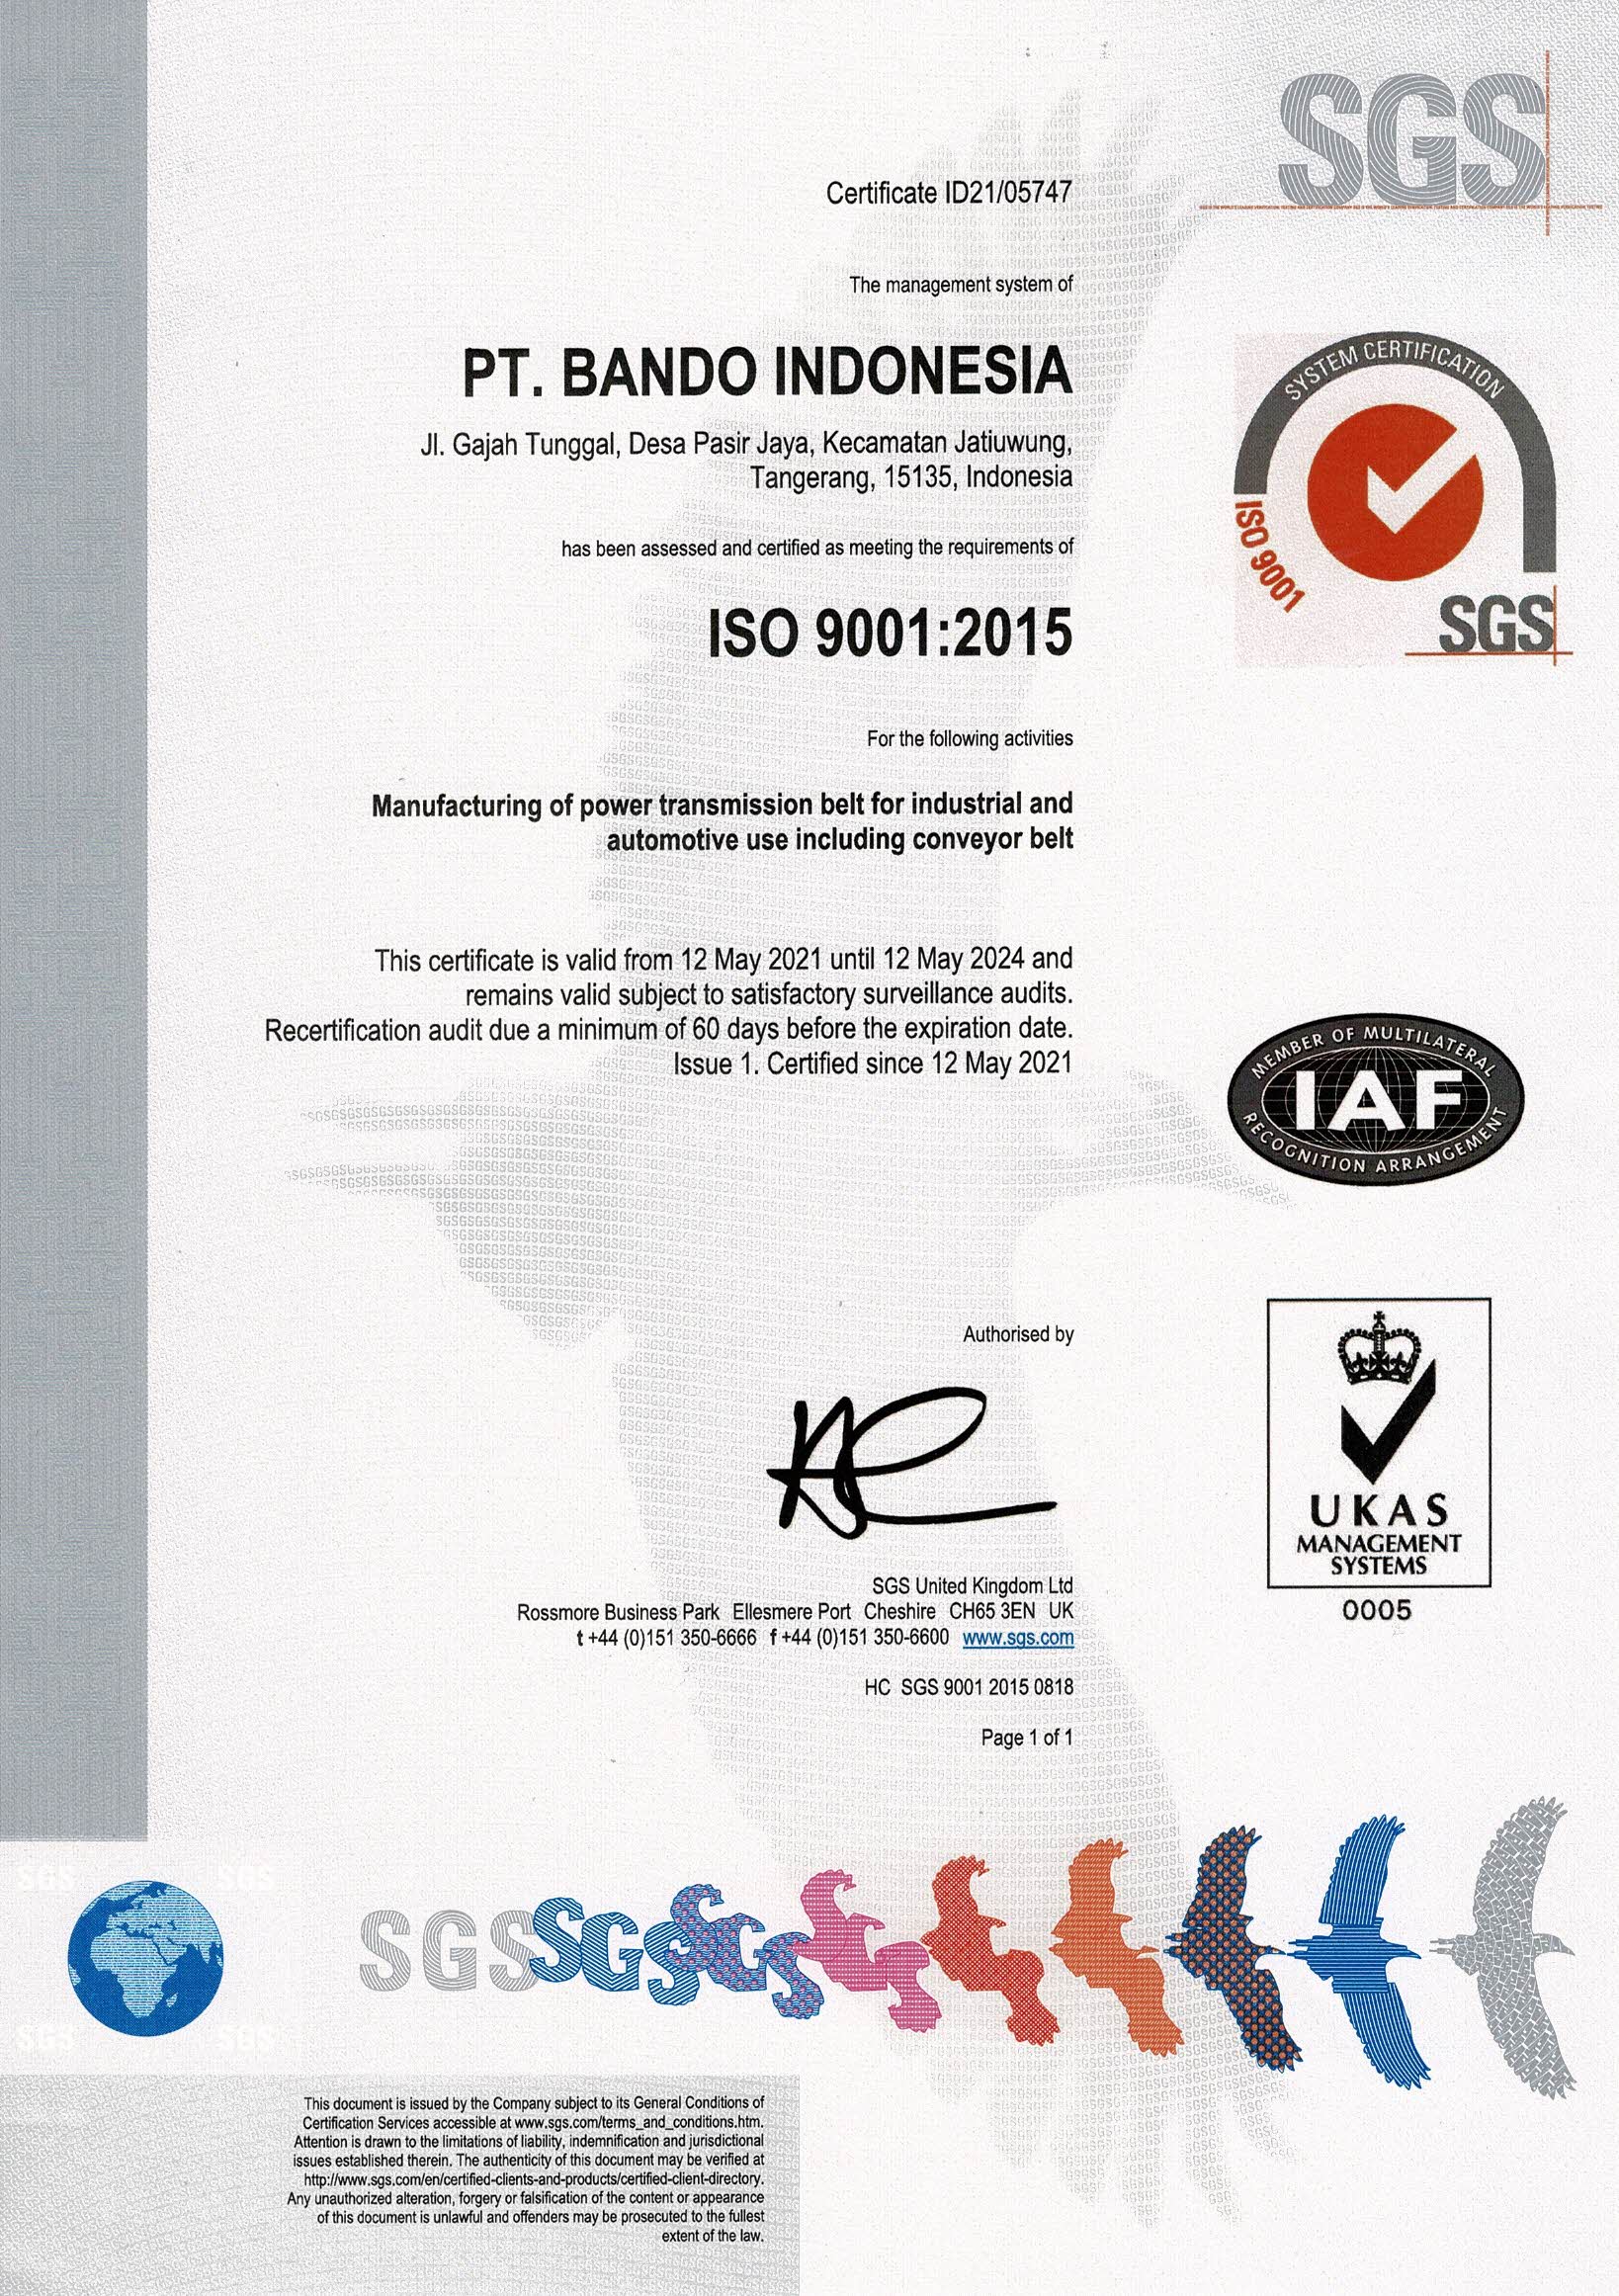 SGS
Certificate ID21/05747
The management system of
PT. BANDO INDONESIA
Jl. Gajah Tunggal, Desa Pasir Jaya, Kecamatan Jatiuwung,
Tangerang, 15135, Indonesia
has been assessed and certified as meeting the requirements of
ISO 9001:2015
SYSTEM CERTIFICATION
ISO 9001
SGS
For the following activities
Manufacturing of power transmission belt for industrial and
automotive use including conveyor belt
This certificate is valid from 12 May 2021 until 12 May 2024 and
remains valid subject to satisfactory surveillance audits.
Recertification audit due a minimum of 60 days before the expiration date.
Issue 1. Certified since 12 May 2021
MEMBER OF MULTILATERAL
IAF
RECOGNITION ARRANGEMENT
Authorised by
UKAS
MANAGEMENT
SYSTEMS
0005
SGS United Kingdom Ltd
Rossmore Business Park Ellesmere Port Cheshire CH65 3EN UK
t +44 (0)151 350-6666 f +44 (0)151 350-6600 www.sgs.com
HC SGS 9001 2015 0818
Page 1 of 1
SGS SGS
SGS SGS SGS
SGS SGS
This document is issued by the Company subject to its General Conditions of
Certification Services accessible at www.sgs.com/terms_and_conditions.htm.
Attention is drawn to the limitations of liability, indemnification and jurisdictional
issues established therein. The authenticity of this document may be verified at
http://www.sgs.com/en/certified-clients-and-products/certified-client-directory.
Any unauthorized alteration, forgery or falsification of the content or appearance
of this document is unlawful and offenders may be prosecuted to the fullest
extent of the law.